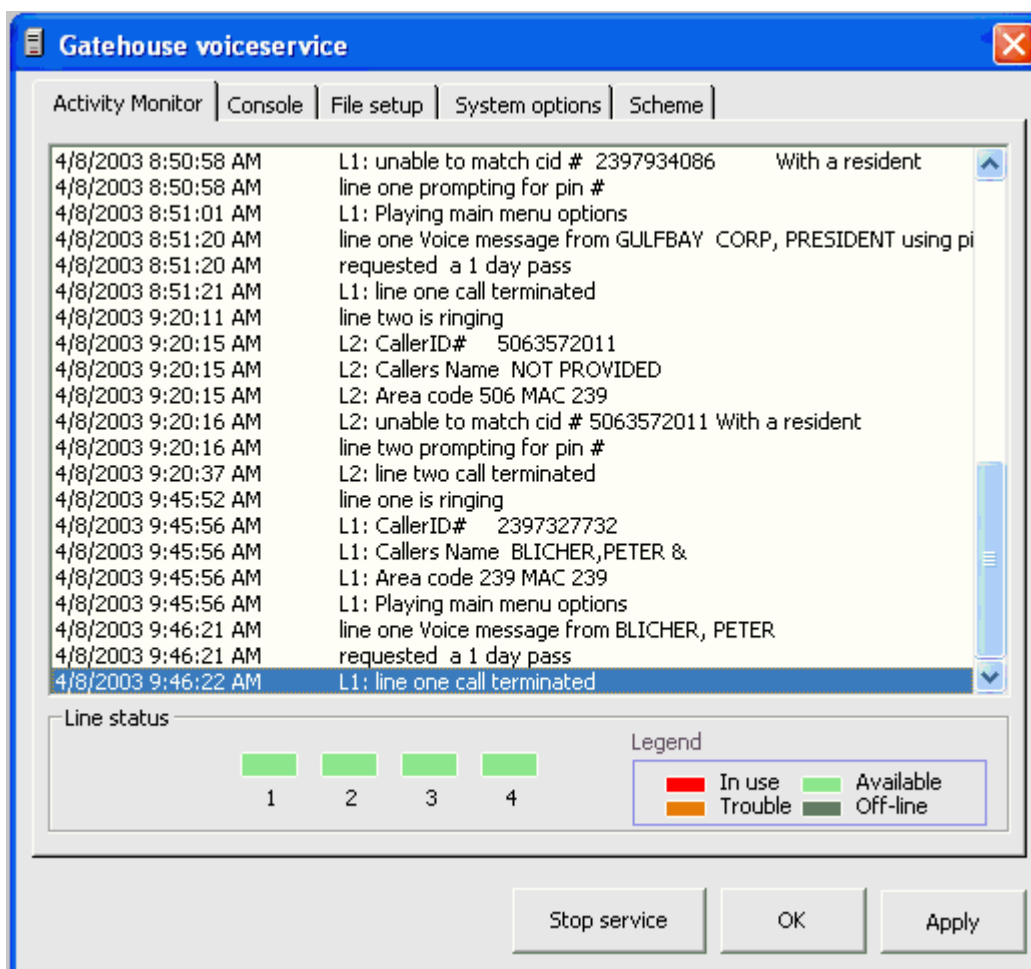 Gatehouse voiceservice
Activity Monitor Console File setup System options Scheme
4/8/2003 8:50:58 AM L1: unable to match cid # 2397934086 With a resident
4/8/2003 8:50:58 AM line one prompting for pin #
4/8/2003 8:51:01 AM L1: Playing main menu options
4/8/2003 8:51:20 AM line one Voice message from GULFBAY CORP, PRESIDENT using pi
4/8/2003 8:51:20 AM requested a 1 day pass
4/8/2003 8:51:21 AM L1: line one call terminated
4/8/2003 9:20:11 AM line two is ringing
4/8/2003 9:20:15 AM L2: CallerID# 5063572011
4/8/2003 9:20:15 AM L2: Callers Name NOT PROVIDED
4/8/2003 9:20:15 AM L2: Area code 506 MAC 239
4/8/2003 9:20:16 AM L2: unable to match cid # 5063572011 With a resident
4/8/2003 9:20:16 AM line two prompting for pin #
4/8/2003 9:20:37 AM L2: line two call terminated
4/8/2003 9:45:52 AM line one is ringing
4/8/2003 9:45:56 AM L1: CallerID# 2397327732
4/8/2003 9:45:56 AM L1: Callers Name BLICHER,PETER &
4/8/2003 9:45:56 AM L1: Area code 239 MAC 239
4/8/2003 9:45:56 AM L1: Playing main menu options
4/8/2003 9:46:21 AM line one Voice message from BLICHER, PETER
4/8/2003 9:46:21 AM requested a 1 day pass
4/8/2003 9:46:22 AM L1: line one call terminated
Line status
1 2 3 4
Legend
In use Available
Trouble Off-line
Stop service OK Apply